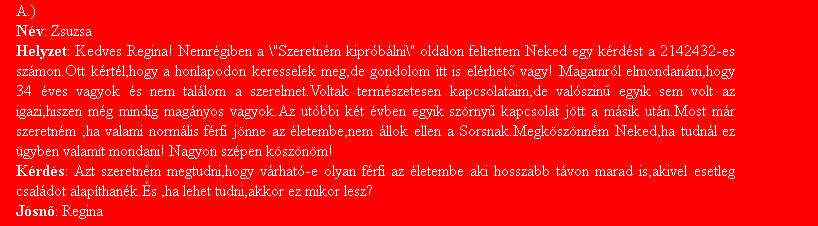 A.)
Név: Zsuzsa
Helyzet: Kedves Regina! Nemrégiben a \"Szeretném kipróbálni\" oldalon feltettem Neked egy kérdést a 2142432-es
számon.Ott kértél,hogy a honlapodon keresselek meg,de gondolom itt is elérhető vagy! Magamról elmondanám,hogy
34 éves vagyok és nem találom a szerelmet.Voltak természetesen kapcsolataim,de valószinű egyik sem volt az
igazi,hiszen még mindig magányos vagyok.Az utóbbi két évben egyik szörnyű kapcsolat jött a másik után.Most már
szeretném ,ha valami normális férfi jönne az életembe,nem állok ellen a Sorsnak.Megköszönném Neked,ha tudnál ez
ügyben valamit mondani! Nagyon szépen köszönöm!
Kérdés: Azt szeretném megtudni,hogy várható-e olyan férfi az életembe aki hosszabb távon marad is,akivel esetleg
családot alapíthanék.És ,ha lehet tudni,akkor ez mikor lesz?
Jósnő: Regina